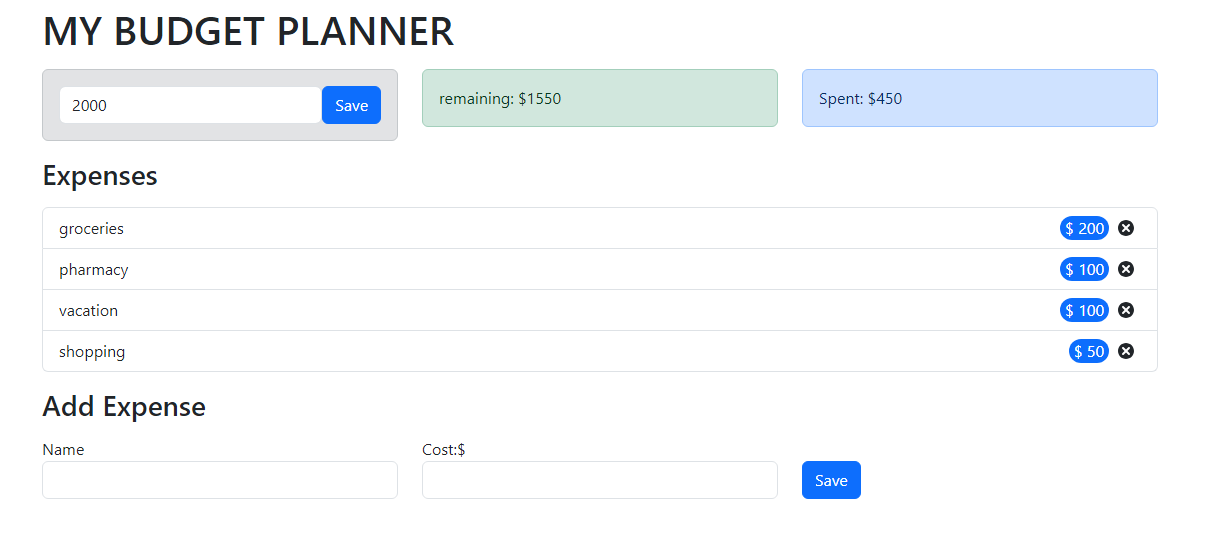 MY BUDGET PLANNER
2000 Save
remaining: $1550
Spent: $450
Expenses
groceries $ 200
pharmacy $ 100
vacation $ 100
shopping $ 50
Add Expense
Name Cost:$
Save